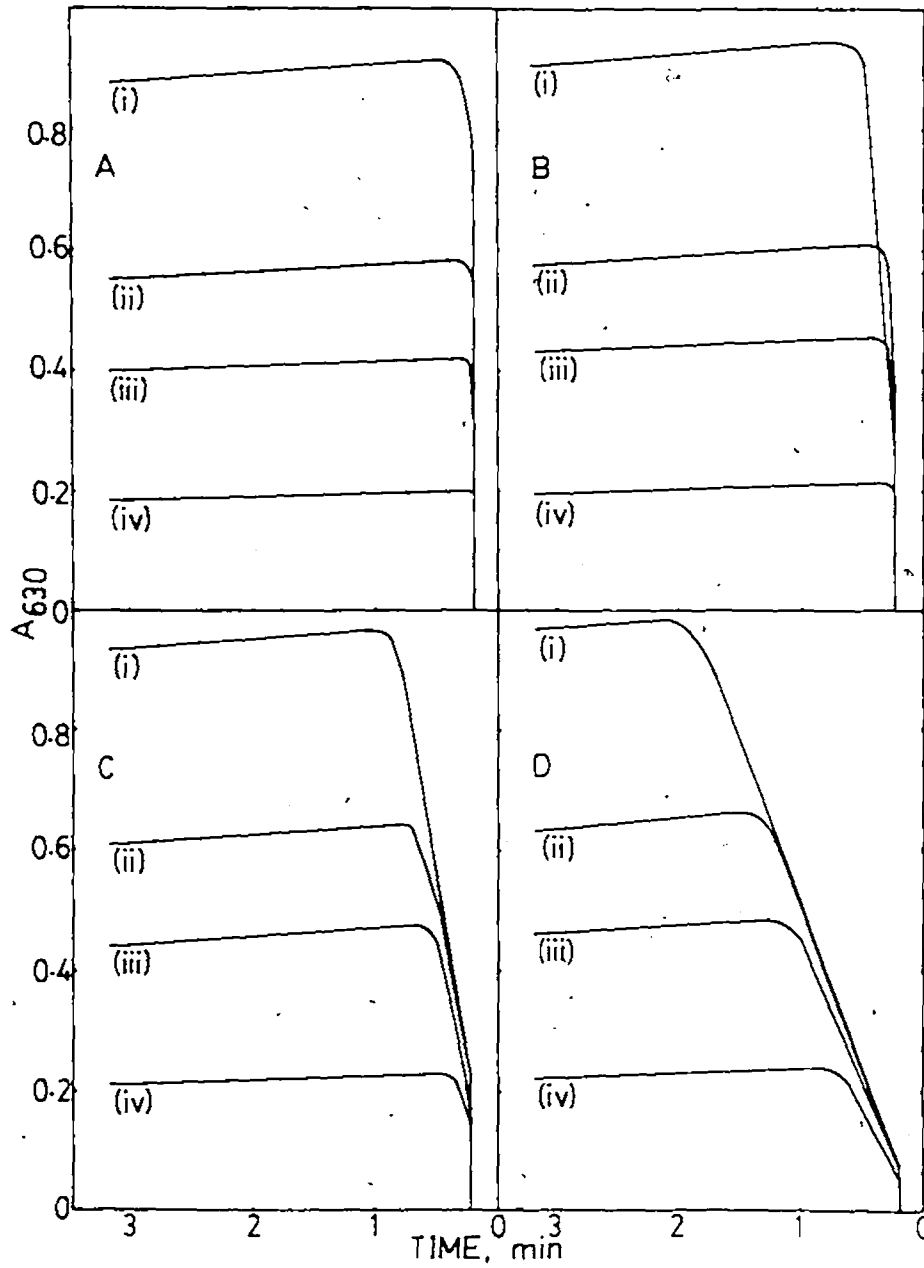 (i)
(i)
0.8
A
B
0.6
(ii)
(ii)
0.4
(iii)
(iii)
0.2
(iv)
(iv)
A630
0
(i)
(i)
0.8
C
D
0.6
(ii)
(ii)
0.4
(iii)
(iii)
0.2
(iv)
(iv)
0
3 2 1 0 3 2 1 0
TIME, min